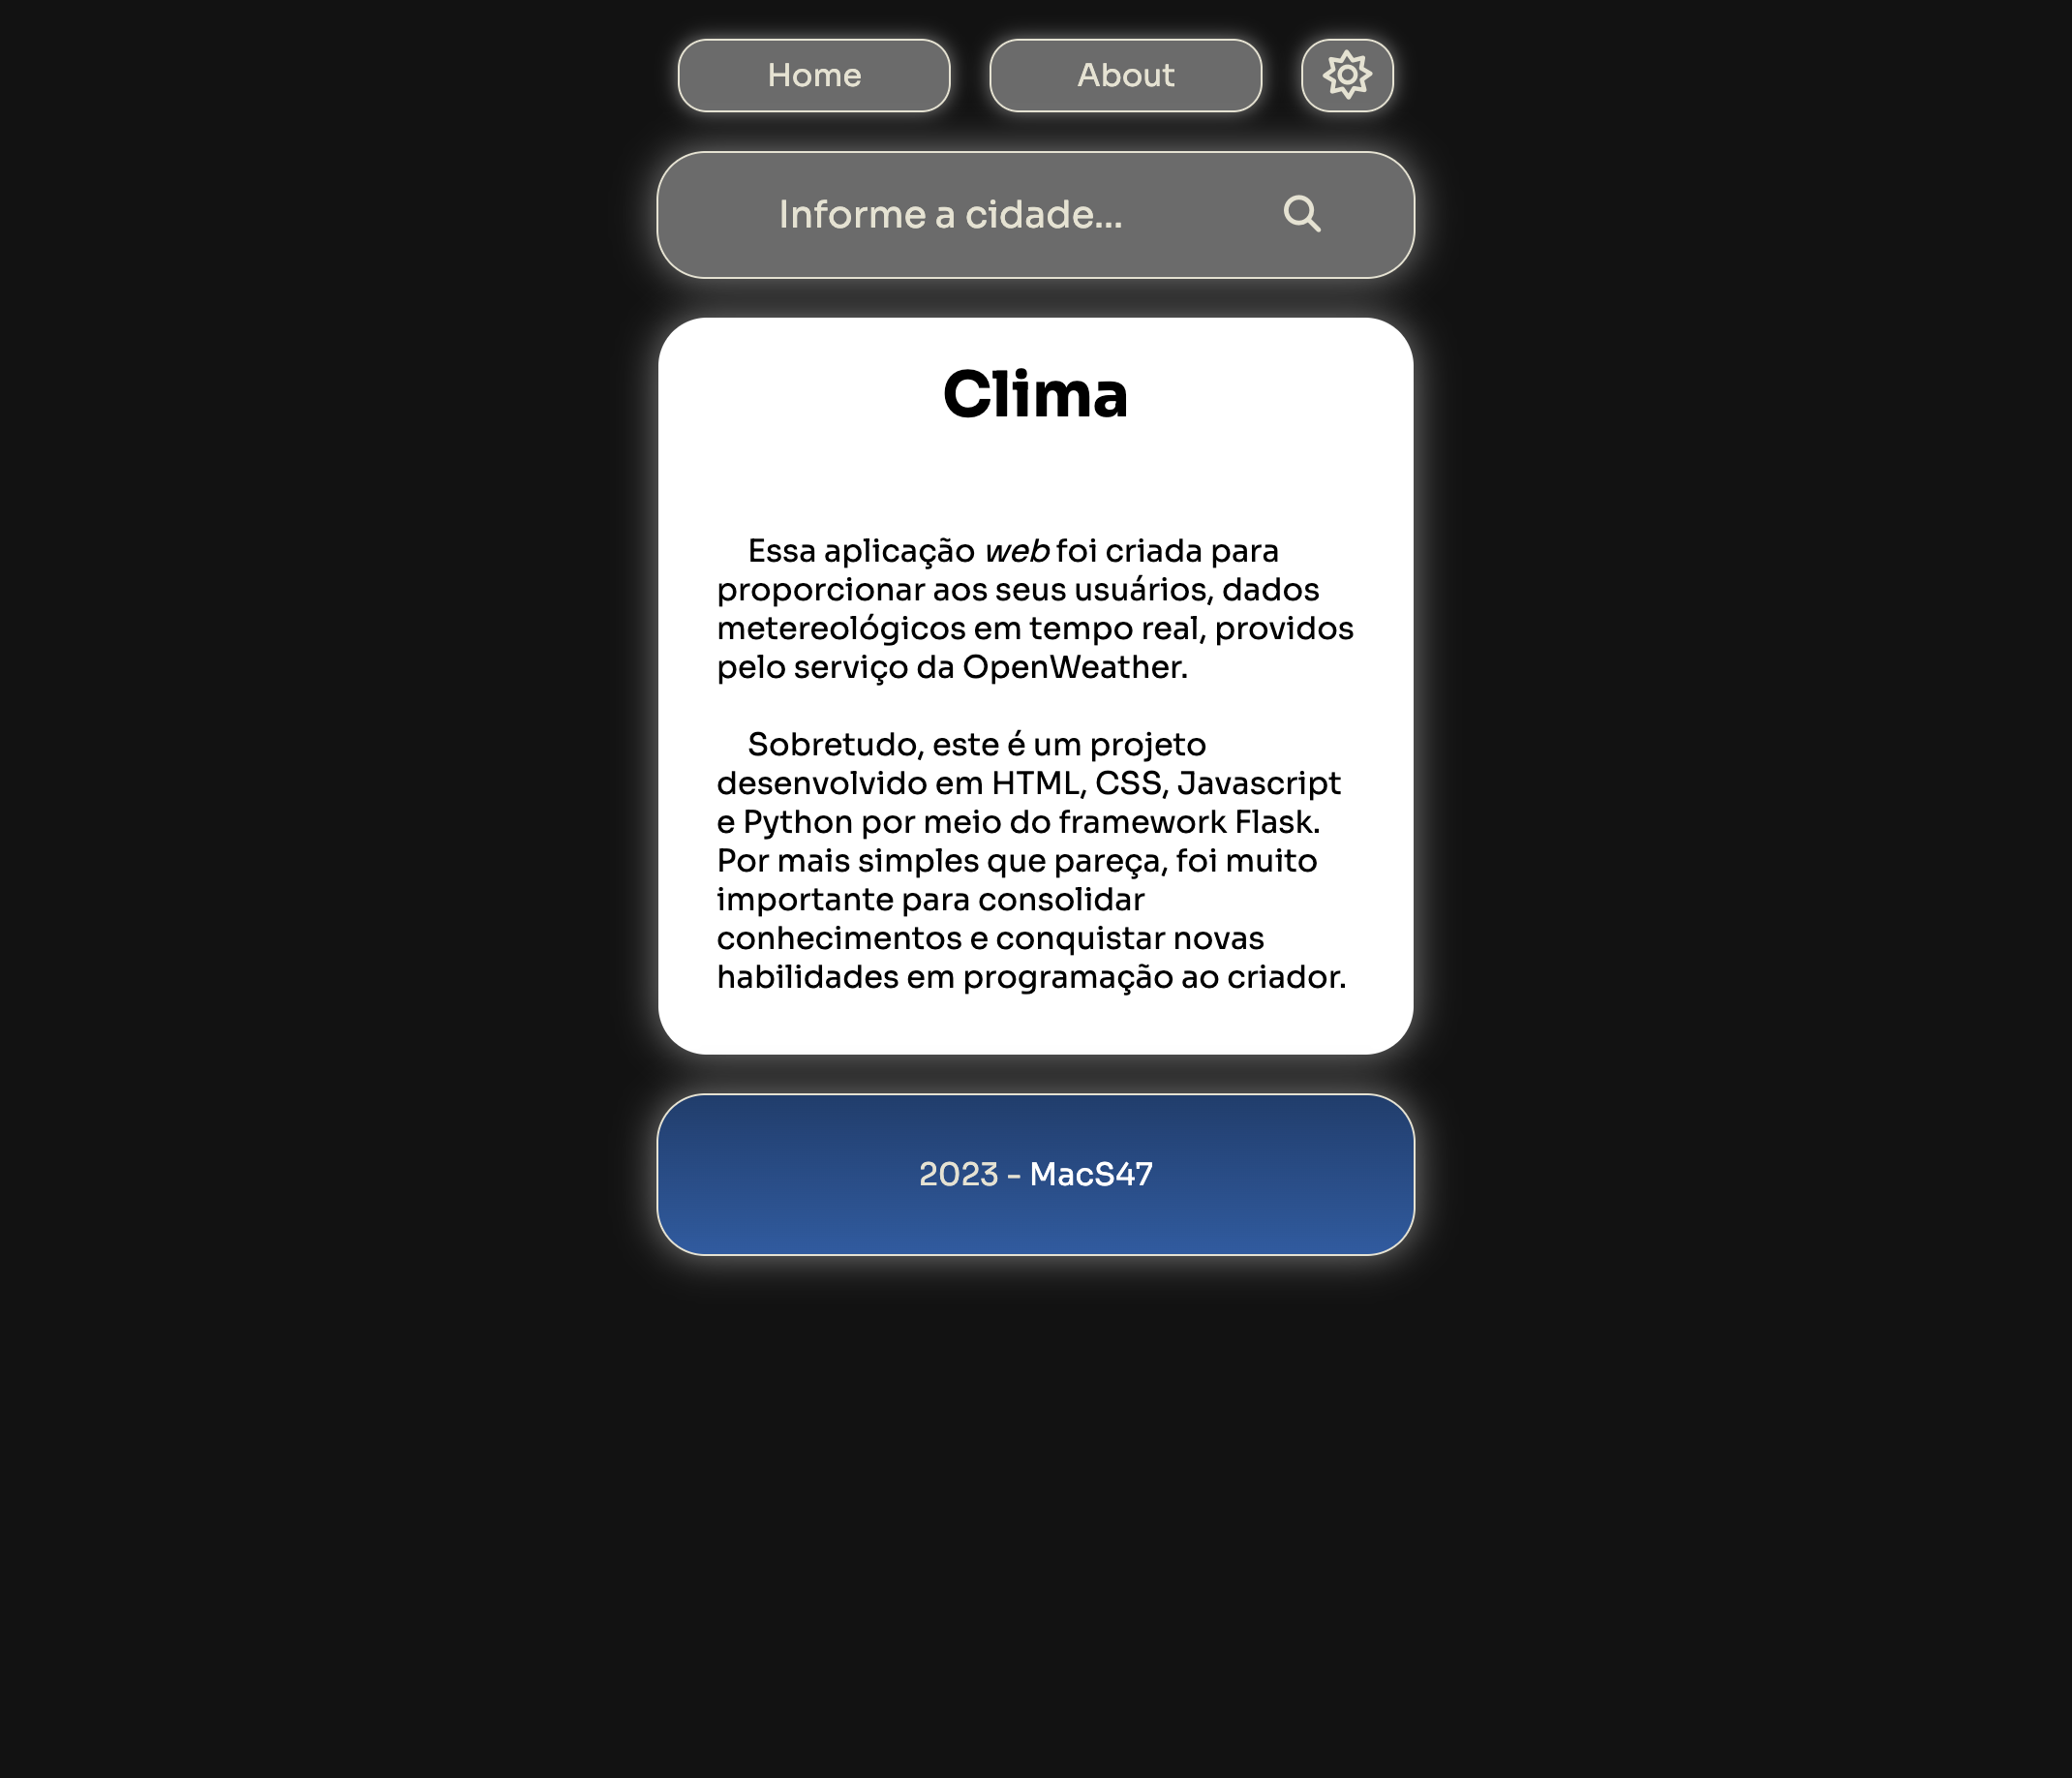 Home
About
Informe a cidade...
Clima
Essa aplicação web foi criada para
proporcionar aos seus usuários, dados
metereológicos em tempo real, providos
pelo serviço da OpenWeather.
Sobretudo, este é um projeto
desenvolvido em HTML, CSS, Javascript
e Python por meio do framework Flask.
Por mais simples que pareça, foi muito
importante para consolidar
conhecimentos e conquistar novas
habilidades em programação ao criador.
2023 - MacS47